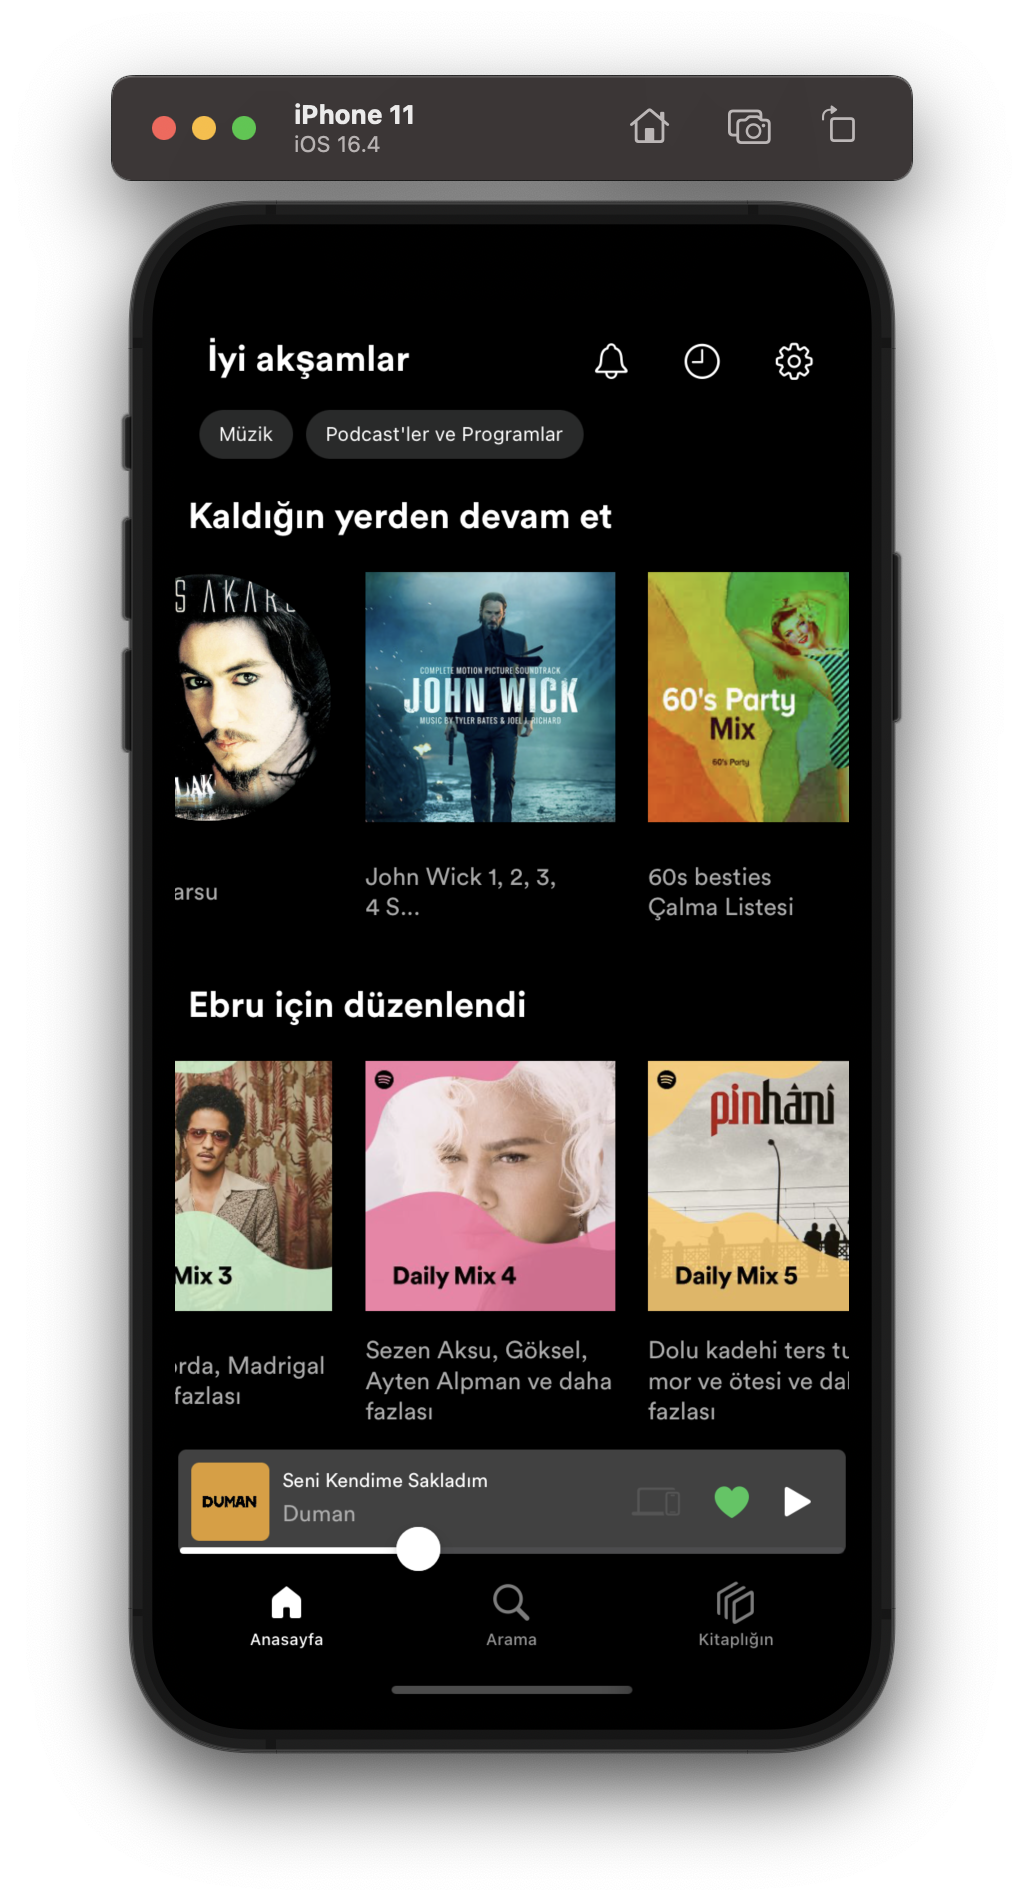 iPhone 11
iOS 16.4
İyi akşamlar
Müzik
Podcast'ler ve Programlar
Kaldığın yerden devam et
Ş AKAR
LAK
COMPLETE MOTION PICTURE SOUNDTRACK
JOHN WICK
MUSIC BY TYLER BATES & JOEL J. RICHARD
60's Party
Mix
60's Party
arsu
John Wick 1, 2, 3,
4 S...
60s besties
Çalma Listesi
Ebru için düzenlendi
Mix 3
Daily Mix 4
pinhâni
Daily Mix 5
orda, Madrigal
fazlası
Sezen Aksu, Göksel,
Ayten Alpman ve daha
fazlası
Dolu kadehi ters tu
mor ve ötesi ve dal
fazlası
DUMAN
Seni Kendime Sakladım
Duman
Anasayfa
Arama
Kitaplığın